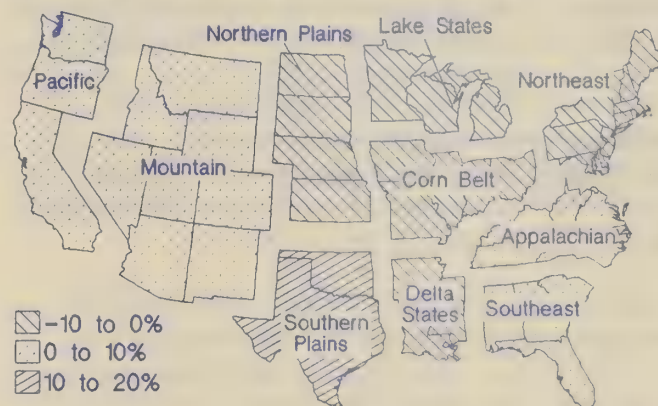 Northern Plains
Lake States
Pacific
Northeast
Mountain
Corn Belt
Appalachian
Delta
States
Southeast
Southern
Plains
-10 to 0%
0 to 10%
10 to 20%